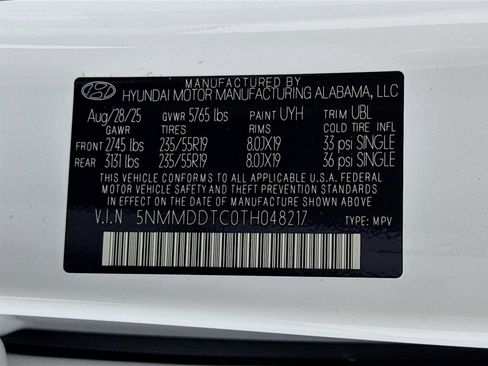 MANUFACTURED BY
HYUNDAI MOTOR MANUFACTURING ALABAMA, LLC
Aug/28/25 GVWR 5765 lbs PAINT UYH TRIM UBL
GAWR TIRES RIMS COLD TIRE INFL
FRONT 2745 lbs 235/55R19 8.0JX19 33 psi SINGLE
REAR 3131 lbs 235/55R19 8.0JX19 36 psi SINGLE
THIS VEHICLE CONFORMS TO ALL APPLICABLE U.S.A. FEDERAL
MOTOR VEHICLE SAFETY AND THEFT PREVENTION STANDARDS IN
EFFECT ON THE DATE OF MANUFACTURE SHOWN ABOVE.
V.I.N 5NMMDDTC0TH048217 TYPE: MPV